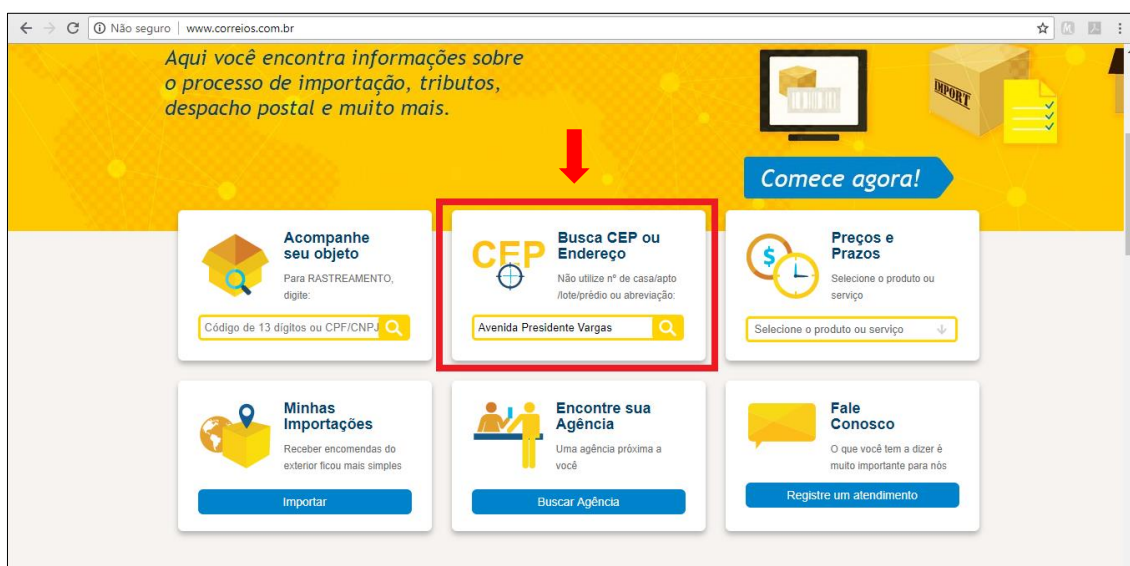 Não seguro | www.correios.com.br
Aqui você encontra informações sobre
o processo de importação, tributos,
despacho postal e muito mais.
IMPORT
Comece agora!
Acompanhe
seu objeto
Para RASTREAMENTO,
digite:
Código de 13 dígitos ou CPF/CNPJ
CEP
Busca CEP ou
Endereço
Não utilize nº de casa/apto
/lote/prédio ou abreviação:
Avenida Presidente Vargas
Preços e
Prazos
Selecione o produto ou
serviço
Selecione o produto ou serviço
Minhas
Importações
Receber encomendas do
exterior ficou mais simples
Importar
Encontre sua
Agência
Uma agência próxima a
você
Buscar Agência
Fale
Conosco
O que você tem a dizer é
muito importante para nós
Registre um atendimento